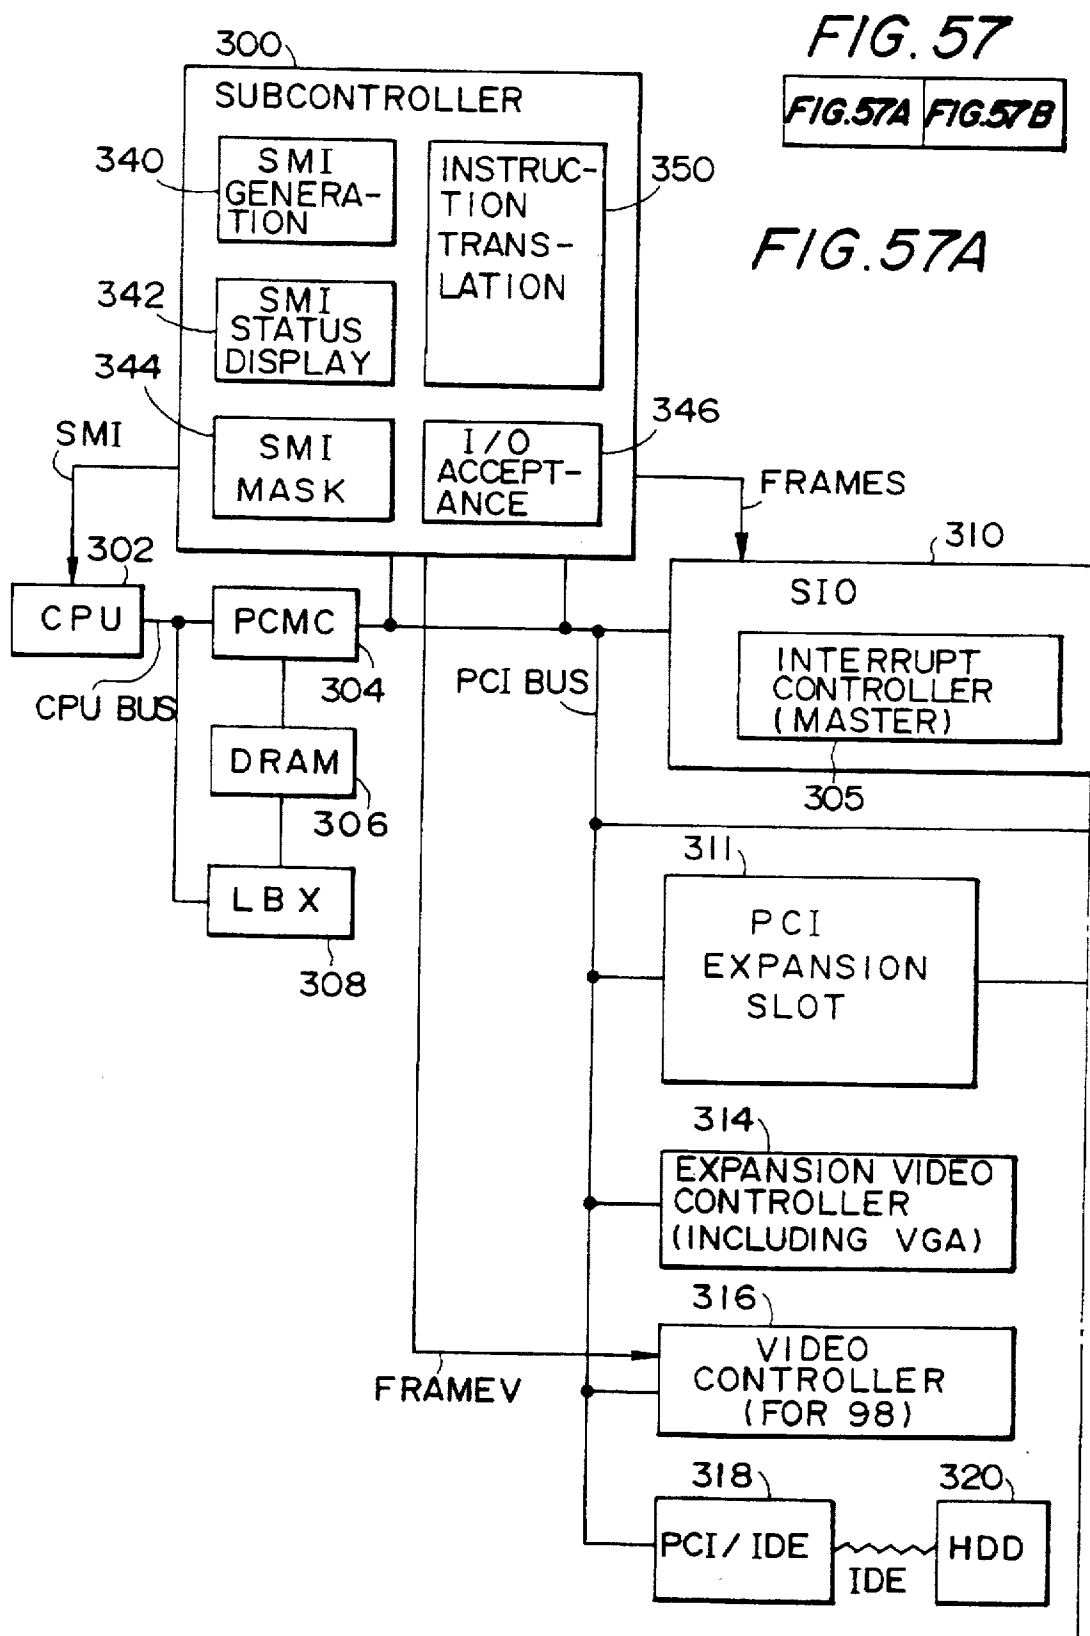 FIG. 57
FIG.57A FIG.57B
FIG.57A
300
SUBCONTROLLER
340
SMI
GENERA-
TION
INSTRUC-
TION
TRANS-
LATION
350
342
SMI
STATUS
DISPLAY
344
SMI
MASK
346
I/O
ACCEPT-
ANCE
SMI
FRAMES
302
CPU
PCMC
304
CPU BUS
PCI BUS
310
SIO
INTERRUPT
CONTROLLER
(MASTER)
305
DRAM
306
LBX
308
311
PCI
EXPANSION
SLOT
314
EXPANSION VIDEO
CONTROLLER
(INCLUDING VGA)
316
VIDEO
CONTROLLER
(FOR 98)
FRAMEV
318
PCI/IDE
IDE
320
HDD